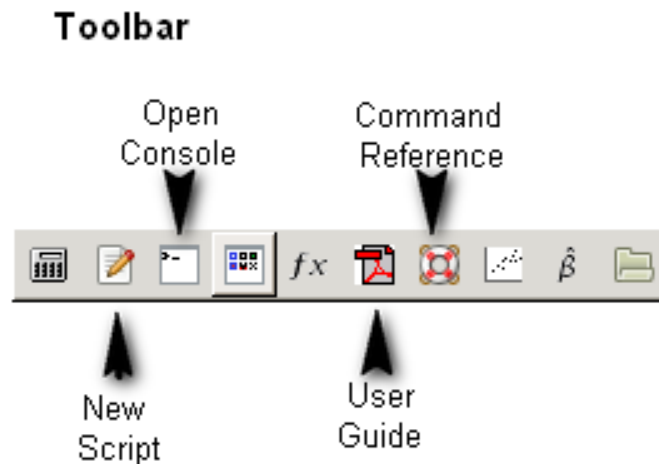 Toolbar
Open
Console
Command
Reference
fx
β̂
New
Script
User
Guide